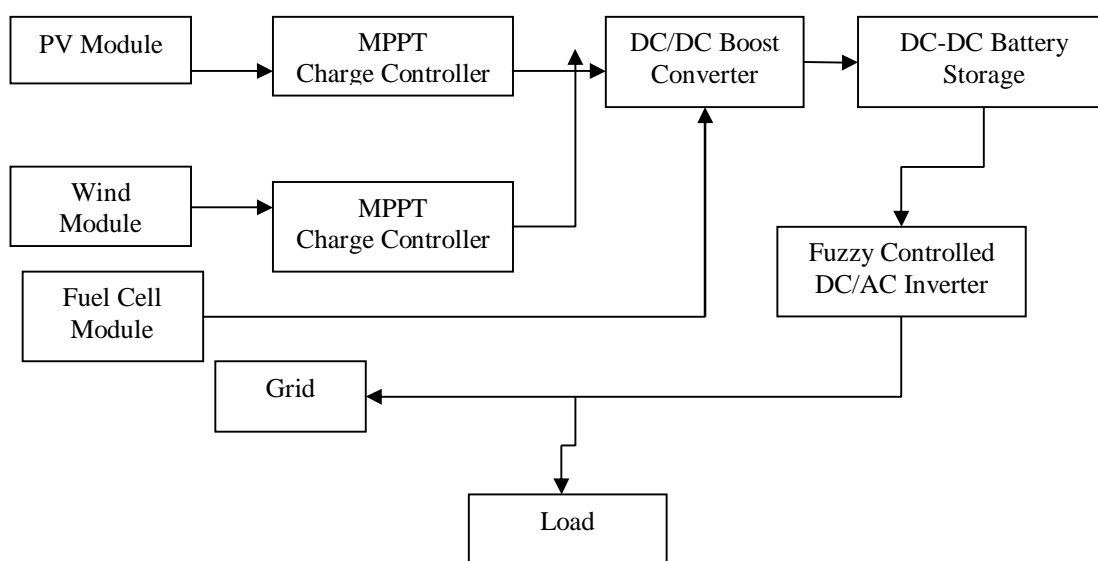 PV Module
MPPT
Charge Controller
DC/DC Boost
Converter
DC-DC Battery
Storage
Wind
Module
MPPT
Charge Controller
Fuzzy Controlled
DC/AC Inverter
Fuel Cell
Module
Grid
Load